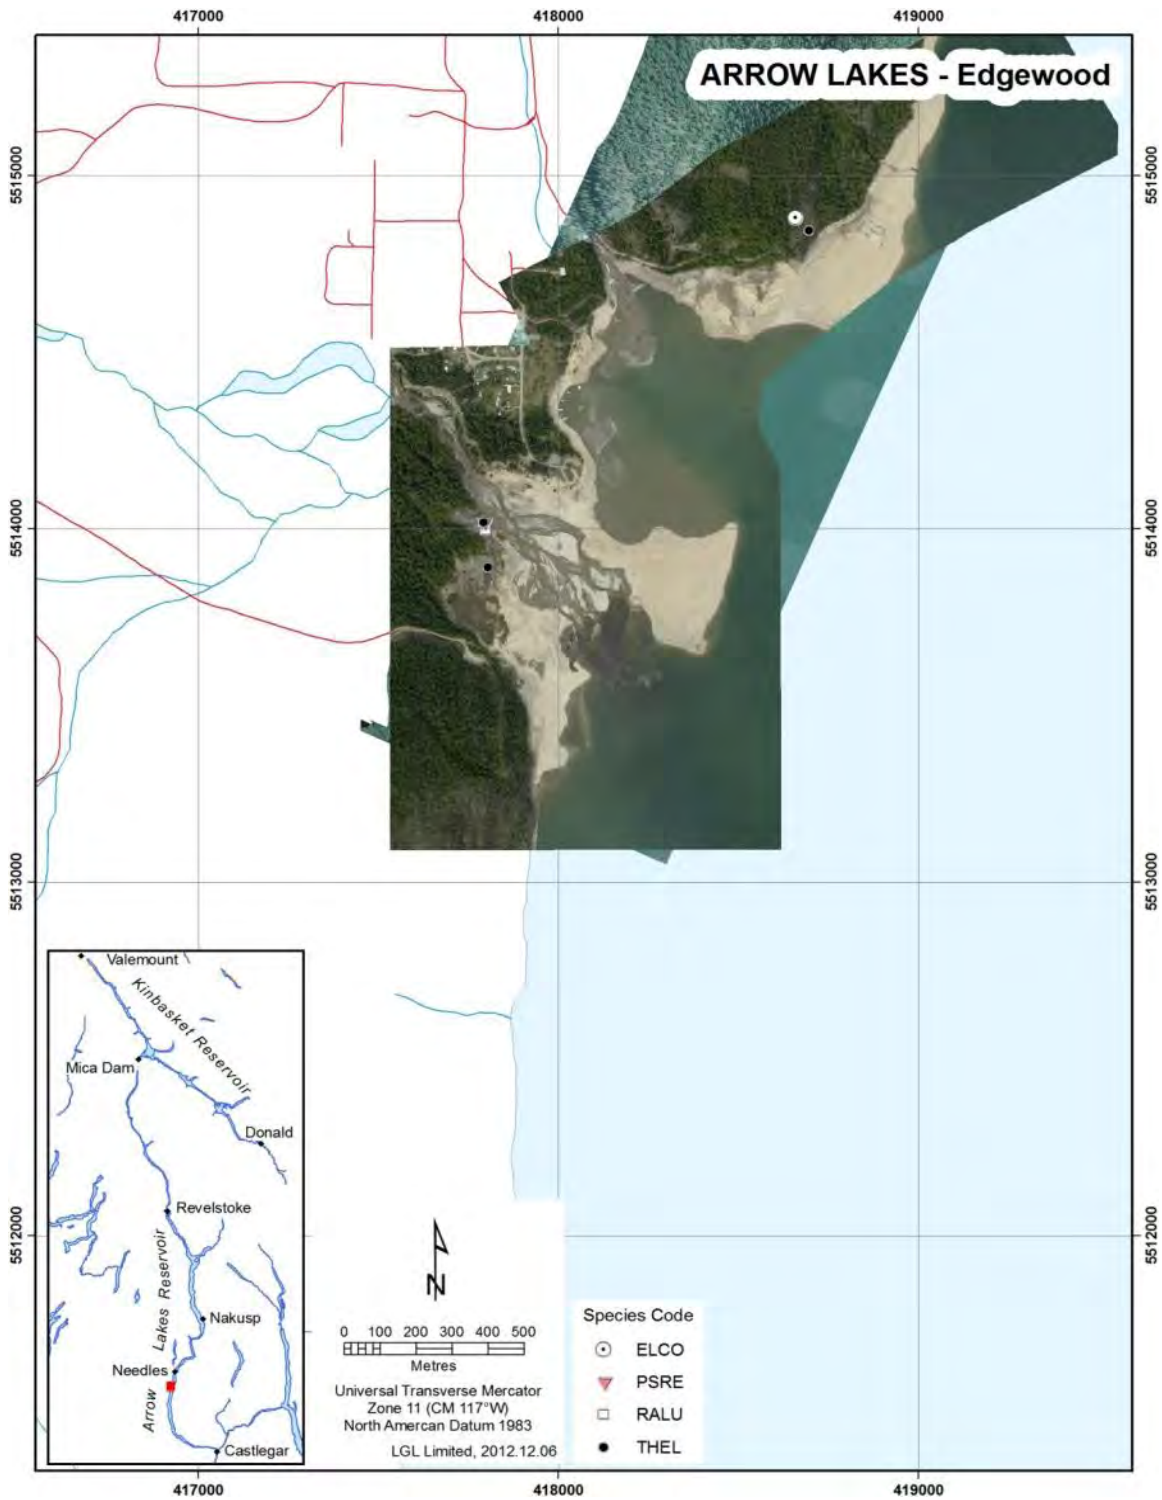 417000 418000 419000
ARROW LAKES - Edgewood
5515000 5515000
5514000 5514000
5513000 5513000
5512000 5512000
Valemount
Kinbasket Reservoir
Mica Dam
Donald
Revelstoke
Arrow Lakes Reservoir
Nakusp
Needles
Castlegar
N
0 100 200 300 400 500
Metres
Universal Transverse Mercator
Zone 11 (CM 117°W)
North Amercan Datum 1983
LGL Limited, 2012.12.06
Species Code
ELCO
PSRE
RALU
THEL
417000 418000 419000